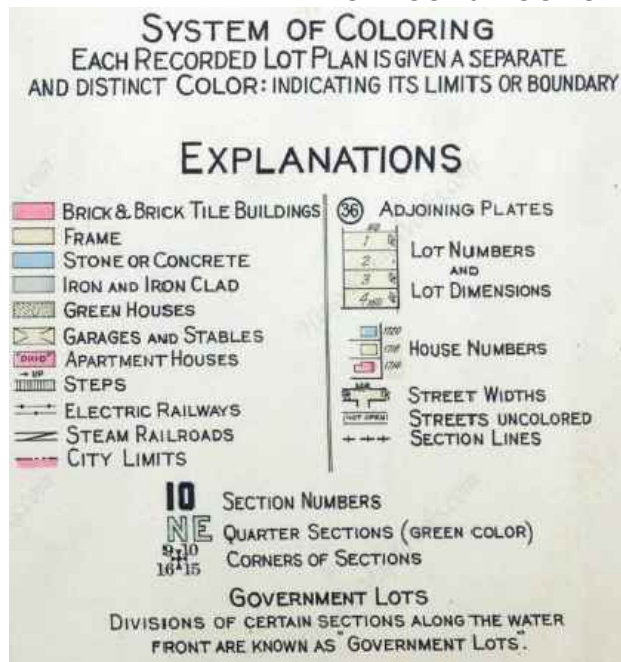 SYSTEM OF COLORING
EACH RECORDED LOT PLAN IS GIVEN A SEPARATE
AND DISTINCT COLOR: INDICATING ITS LIMITS OR BOUNDARY
EXPLANATIONS
BRICK & BRICK TILE BUILDINGS
FRAME
STONE OR CONCRETE
IRON AND IRON CLAD
GREEN HOUSES
GARAGES AND STABLES
"OHIO" APARTMENT HOUSES
→ UP
STEPS
ELECTRIC RAILWAYS
STEAM RAILROADS
CITY LIMITS
36 ADJOINING PLATES
1
2
3
4
LOT NUMBERS
AND
LOT DIMENSIONS
HOUSE NUMBERS
STREET WIDTHS
NOT OPEN STREETS UNCOLORED
SECTION LINES
10 SECTION NUMBERS
NE QUARTER SECTIONS (GREEN COLOR)
9 10
16 15 CORNERS OF SECTIONS
GOVERNMENT LOTS
DIVISIONS OF CERTAIN SECTIONS ALONG THE WATER
FRONT ARE KNOWN AS "GOVERNMENT LOTS".